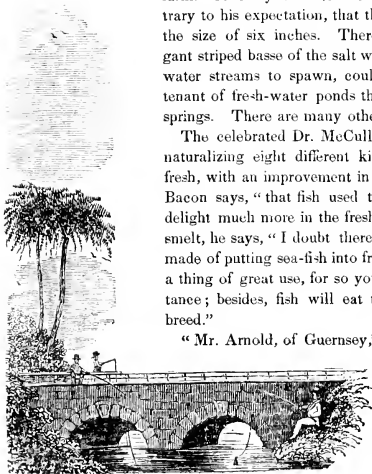 trary to his expectation, that t
the size of six inches. Ther
gant striped basse of the salt w
water streams to spawn, coul
tenant of fresh-water ponds th
springs. There are many othe
The celebrated Dr. McCull
naturalizing eight different ki
fresh, with an improvement in
Bacon says, “ that fish used t
delight much more in the fresh
smelt, he says, “ I doubt there
made of putting sea-fish into fr
a thing of great use, for so yo
tance ; besides, fish will eat
breed.”
“ Mr. Arnold, of Guernsey,